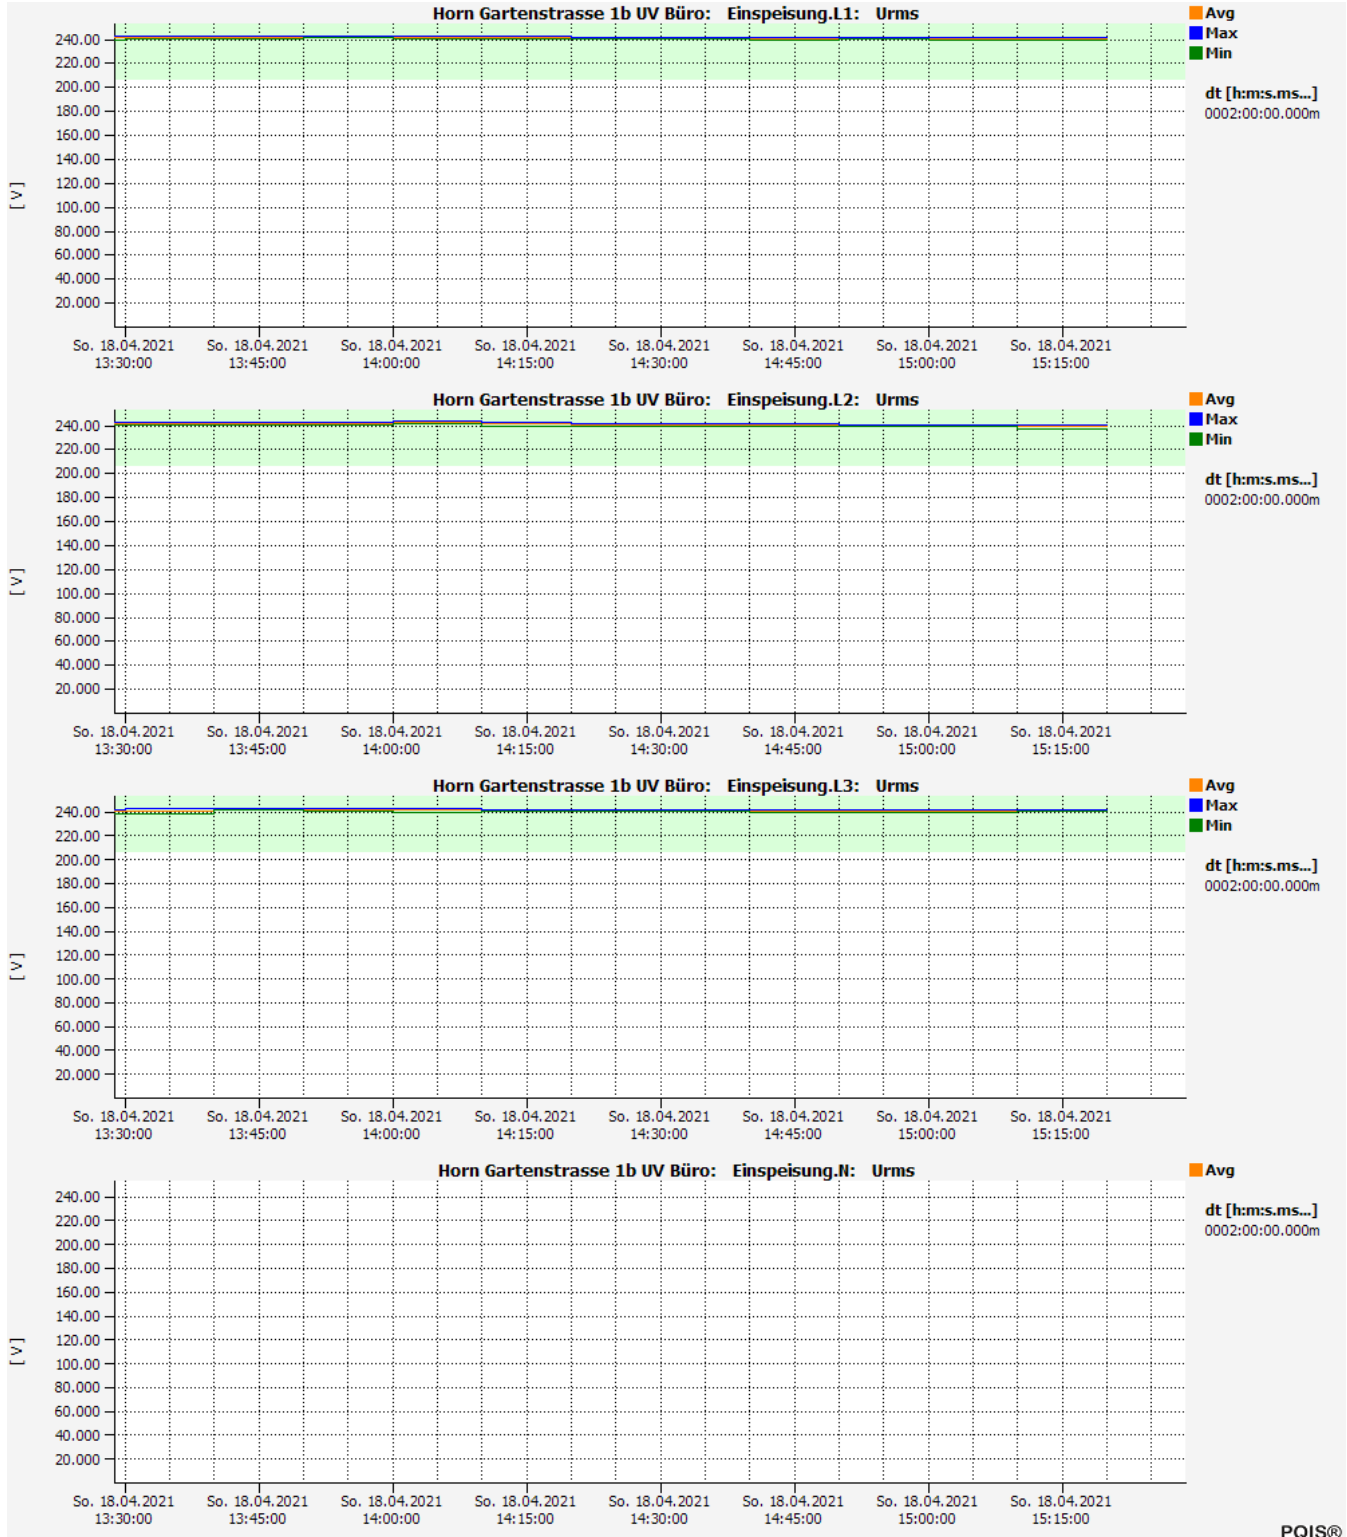 Horn Gartenstrasse 1b UV Büro: Einspeisung.L1: Urms
Avg
Max
Min
dt [h:m:s.ms...]
0002:00:00.000m
240.00
220.00
200.00
180.00
160.00
140.00
120.00
100.00
80.000
60.000
40.000
20.000
[ V ]
So. 18.04.2021 So. 18.04.2021 So. 18.04.2021 So. 18.04.2021 So. 18.04.2021 So. 18.04.2021 So. 18.04.2021 So. 18.04.2021
13:30:00 13:45:00 14:00:00 14:15:00 14:30:00 14:45:00 15:00:00 15:15:00
Horn Gartenstrasse 1b UV Büro: Einspeisung.L2: Urms
Avg
Max
Min
dt [h:m:s.ms...]
0002:00:00.000m
240.00
220.00
200.00
180.00
160.00
140.00
120.00
100.00
80.000
60.000
40.000
20.000
[ V ]
So. 18.04.2021 So. 18.04.2021 So. 18.04.2021 So. 18.04.2021 So. 18.04.2021 So. 18.04.2021 So. 18.04.2021 So. 18.04.2021
13:30:00 13:45:00 14:00:00 14:15:00 14:30:00 14:45:00 15:00:00 15:15:00
Horn Gartenstrasse 1b UV Büro: Einspeisung.L3: Urms
Avg
Max
Min
dt [h:m:s.ms...]
0002:00:00.000m
240.00
220.00
200.00
180.00
160.00
140.00
120.00
100.00
80.000
60.000
40.000
20.000
[ V ]
So. 18.04.2021 So. 18.04.2021 So. 18.04.2021 So. 18.04.2021 So. 18.04.2021 So. 18.04.2021 So. 18.04.2021 So. 18.04.2021
13:30:00 13:45:00 14:00:00 14:15:00 14:30:00 14:45:00 15:00:00 15:15:00
Horn Gartenstrasse 1b UV Büro: Einspeisung.N: Urms
Avg
dt [h:m:s.ms...]
0002:00:00.000m
240.00
220.00
200.00
180.00
160.00
140.00
120.00
100.00
80.000
60.000
40.000
20.000
[ V ]
So. 18.04.2021 So. 18.04.2021 So. 18.04.2021 So. 18.04.2021 So. 18.04.2021 So. 18.04.2021 So. 18.04.2021 So. 18.04.2021
13:30:00 13:45:00 14:00:00 14:15:00 14:30:00 14:45:00 15:00:00 15:15:00
PQIS®